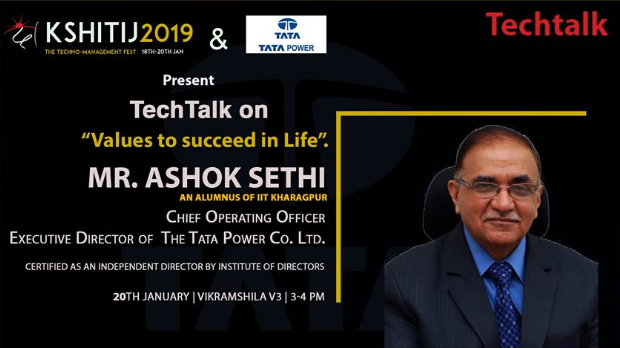 KSHITIJ2019
THE TECHNO-MANAGEMENT FEST 18TH-20TH JAN
&
TATA
TATA POWER
Techtalk
Present
TechTalk on
“Values to succeed in Life”.
MR. ASHOK SETHI
AN ALUMNUS OF IIT KHARAGPUR
CHIEF OPERATING OFFICER
EXECUTIVE DIRECTOR OF THE TATA POWER CO. LTD.
CERTIFIED AS AN INDEPENDENT DIRECTOR BY INSTITUTE OF DIRECTORS
20TH JANUARY | VIKRAMSHILA V3 | 3-4 PM
TATA